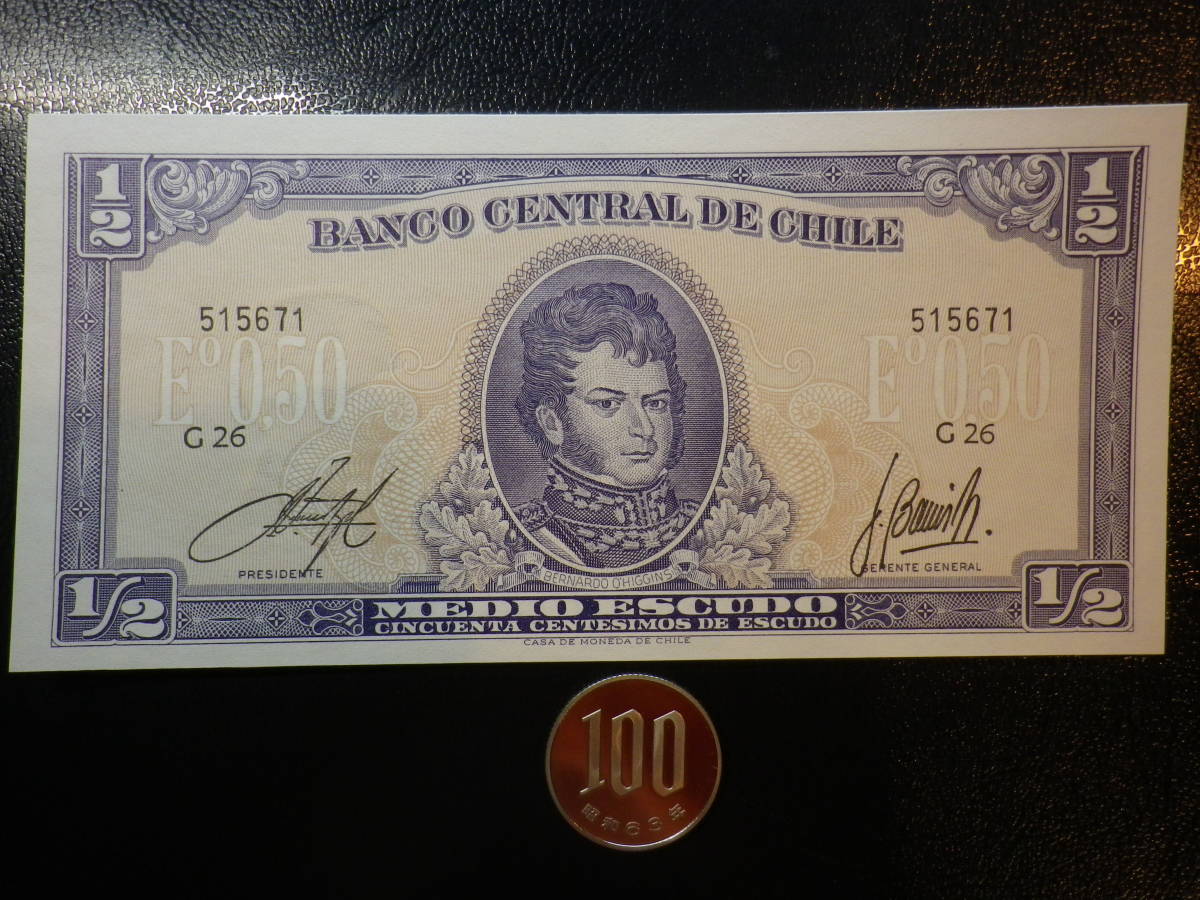 1/2 1/2
BANCO CENTRAL DE CHILE
515671 515671
Eº 0,50 Eº 0,50
G 26 G 26
PRESIDENTE GERENTE GENERAL
BERNARDO O'HIGGINS
1/2 MEDIO ESCUDO 1/2
CINCUENTA CENTESIMOS DE ESCUDO
CASA DE MONEDA DE CHILE
100
昭和63年